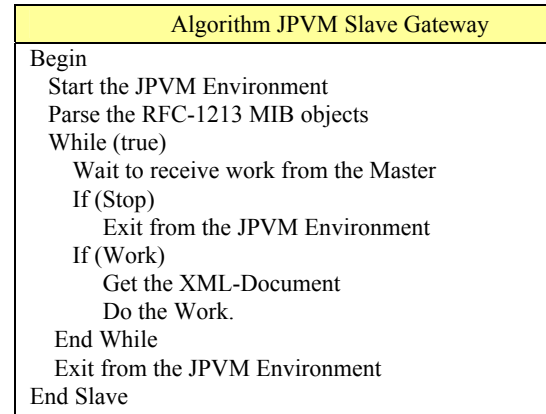 Algorithm JPVM Slave Gateway
Begin
Start the JPVM Environment
Parse the RFC-1213 MIB objects
While (true)
Wait to receive work from the Master
If (Stop)
Exit from the JPVM Environment
If (Work)
Get the XML-Document
Do the Work.
End While
Exit from the JPVM Environment
End Slave